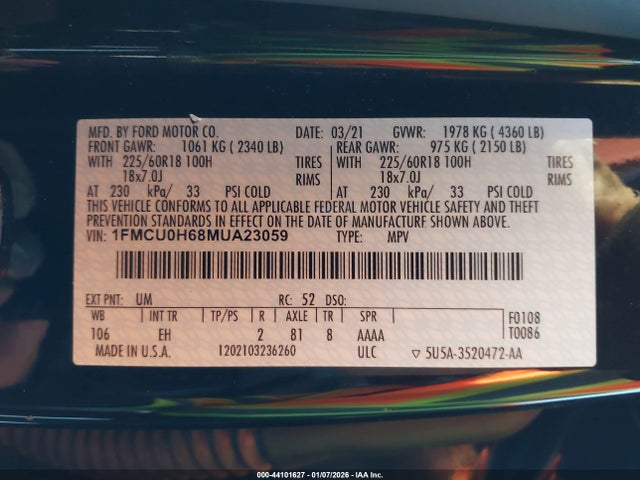 MFD. BY FORD MOTOR CO. DATE: 03/21 GVWR: 1978 KG ( 4360 LB)
FRONT GAWR: 1061 KG ( 2340 LB) REAR GAWR: 975 KG ( 2150 LB)
WITH 225/60R18 100H TIRES WITH 225/60R18 100H TIRES
18x7.0J RIMS 18x7.0J RIMS
AT 230 kPa/ 33 PSI COLD AT 230 kPa/ 33 PSI COLD
THIS VEHICLE CONFORMS TO ALL APPLICABLE FEDERAL MOTOR VEHICLE SAFETY AND THEFT
PREVENTION STANDARDS IN EFFECT ON THE DATE OF MANUFACTURE SHOWN ABOVE.
VIN: 1FMCU0H68MUA23059 TYPE: MPV
EXT PNT: UM RC: 52 DSO:
WB INT TR TP/PS R AXLE TR SPR F0108
106 EH 2 81 8 AAAA T0086
MADE IN U.S.A. 1202103236260 ULC ▽ 5U5A-3520472-AA
000-44101627 - 01/07/2026 - IAA Inc.